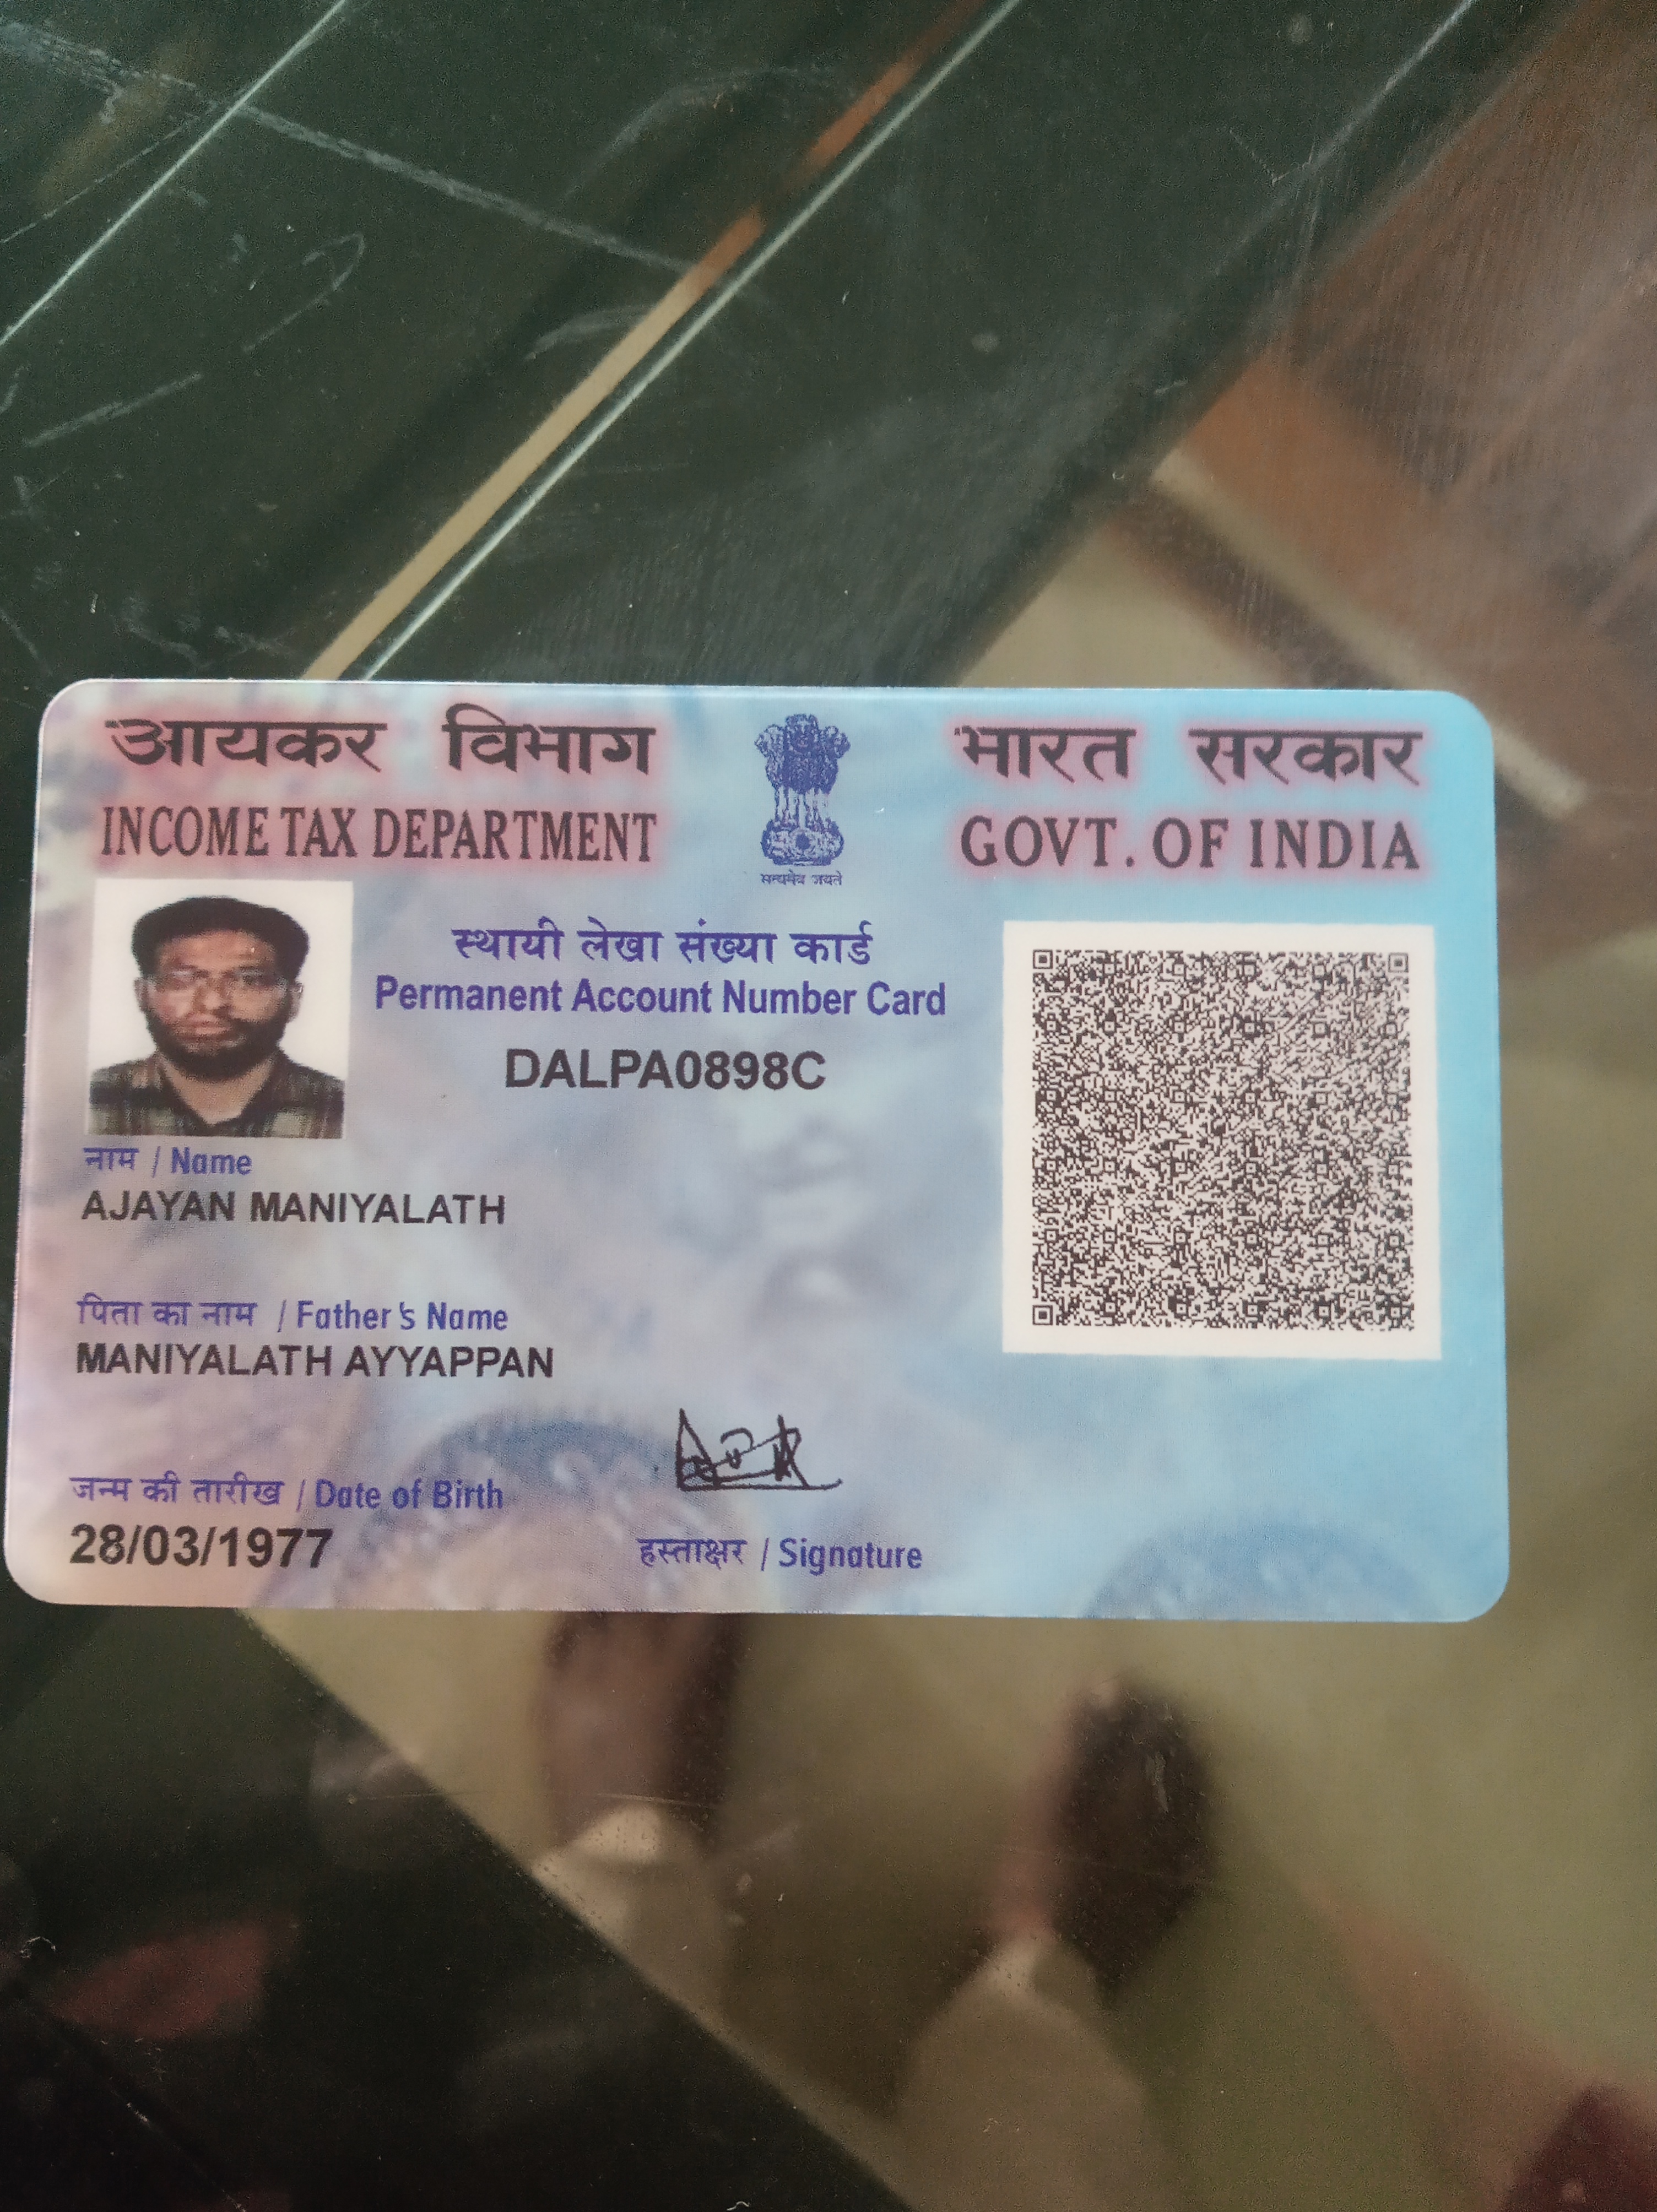 आयकर विभाग
INCOME TAX DEPARTMENT
सत्यमेव जयते
भारत सरकार
GOVT. OF INDIA
स्थायी लेखा संख्या कार्ड
Permanent Account Number Card
DALPA0898C
नाम / Name
AJAYAN MANIYALATH
पिता का नाम / Father's Name
MANIYALATH AYYAPPAN
जन्म की तारीख / Date of Birth
28/03/1977
हस्ताक्षर / Signature